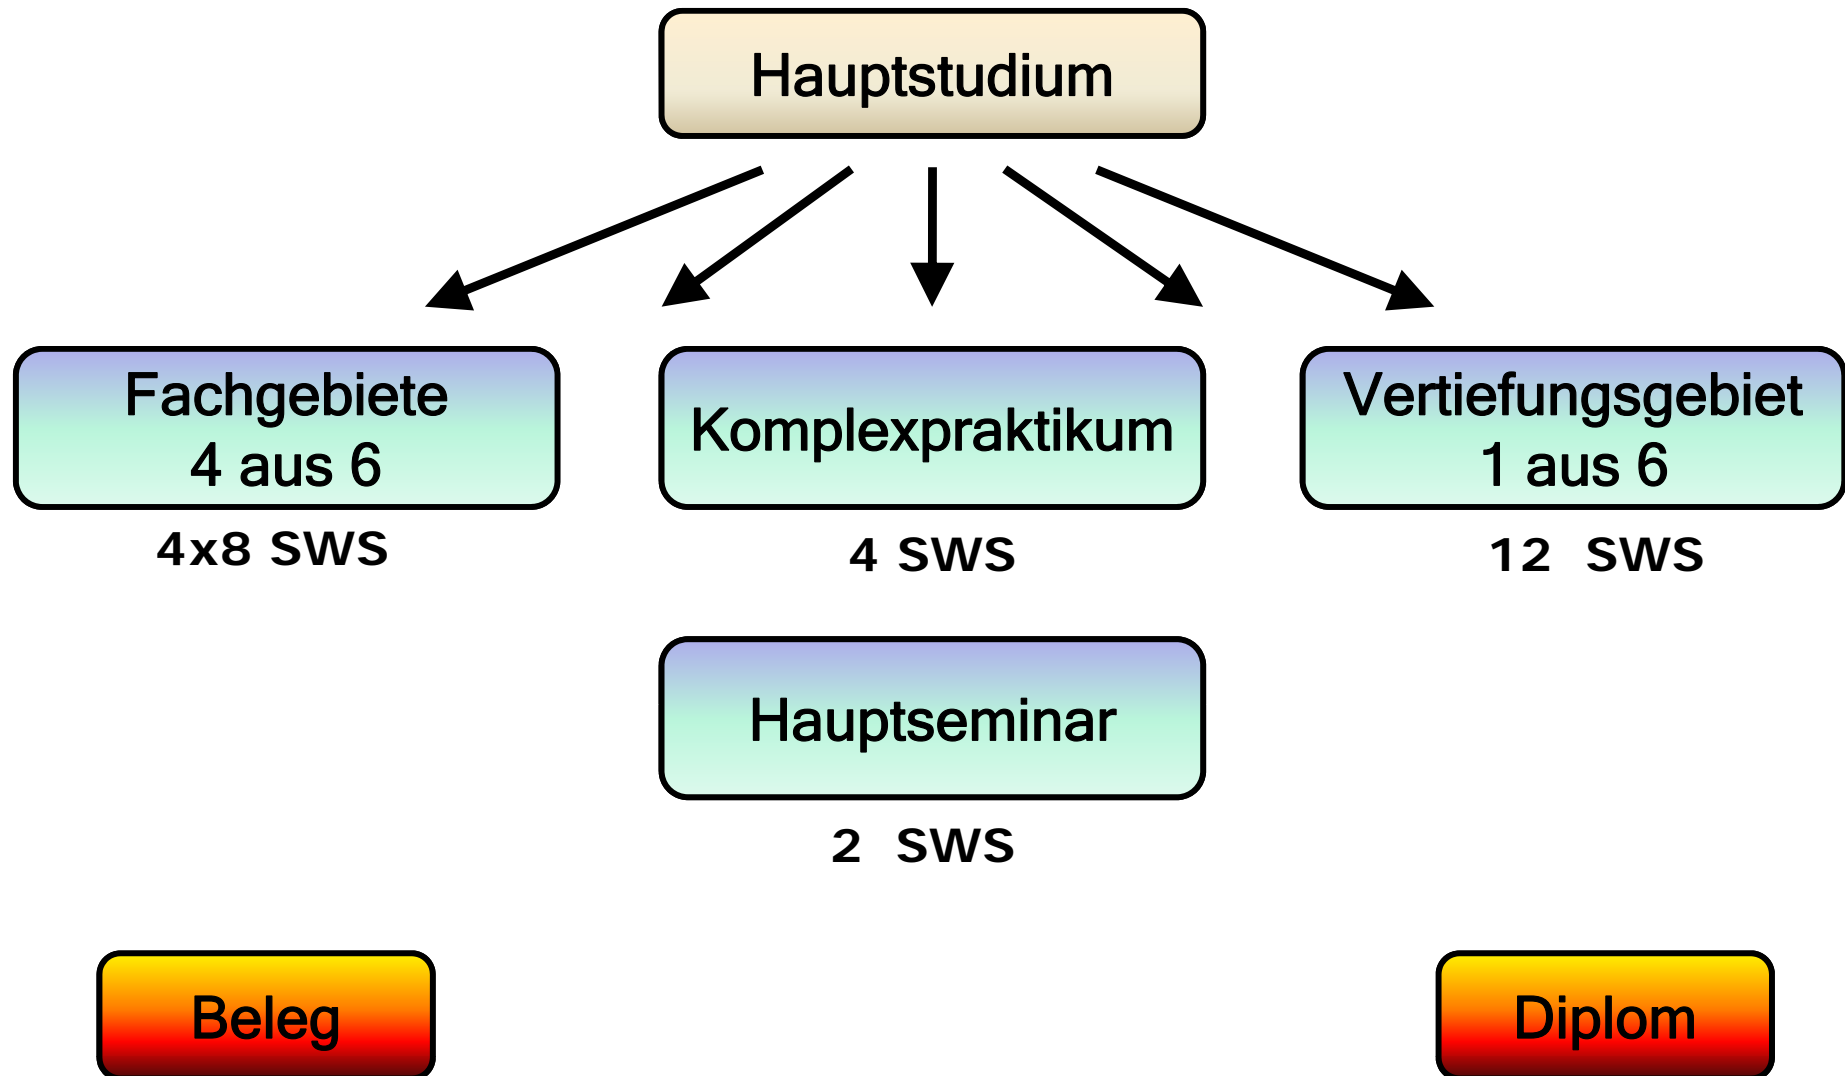 Hauptstudium
Fachgebiete
4 aus 6
4x8 SWS
Komplexpraktikum
4 SWS
Vertiefungsgebiet
1 aus 6
12 SWS
Hauptseminar
2 SWS
Beleg
Diplom